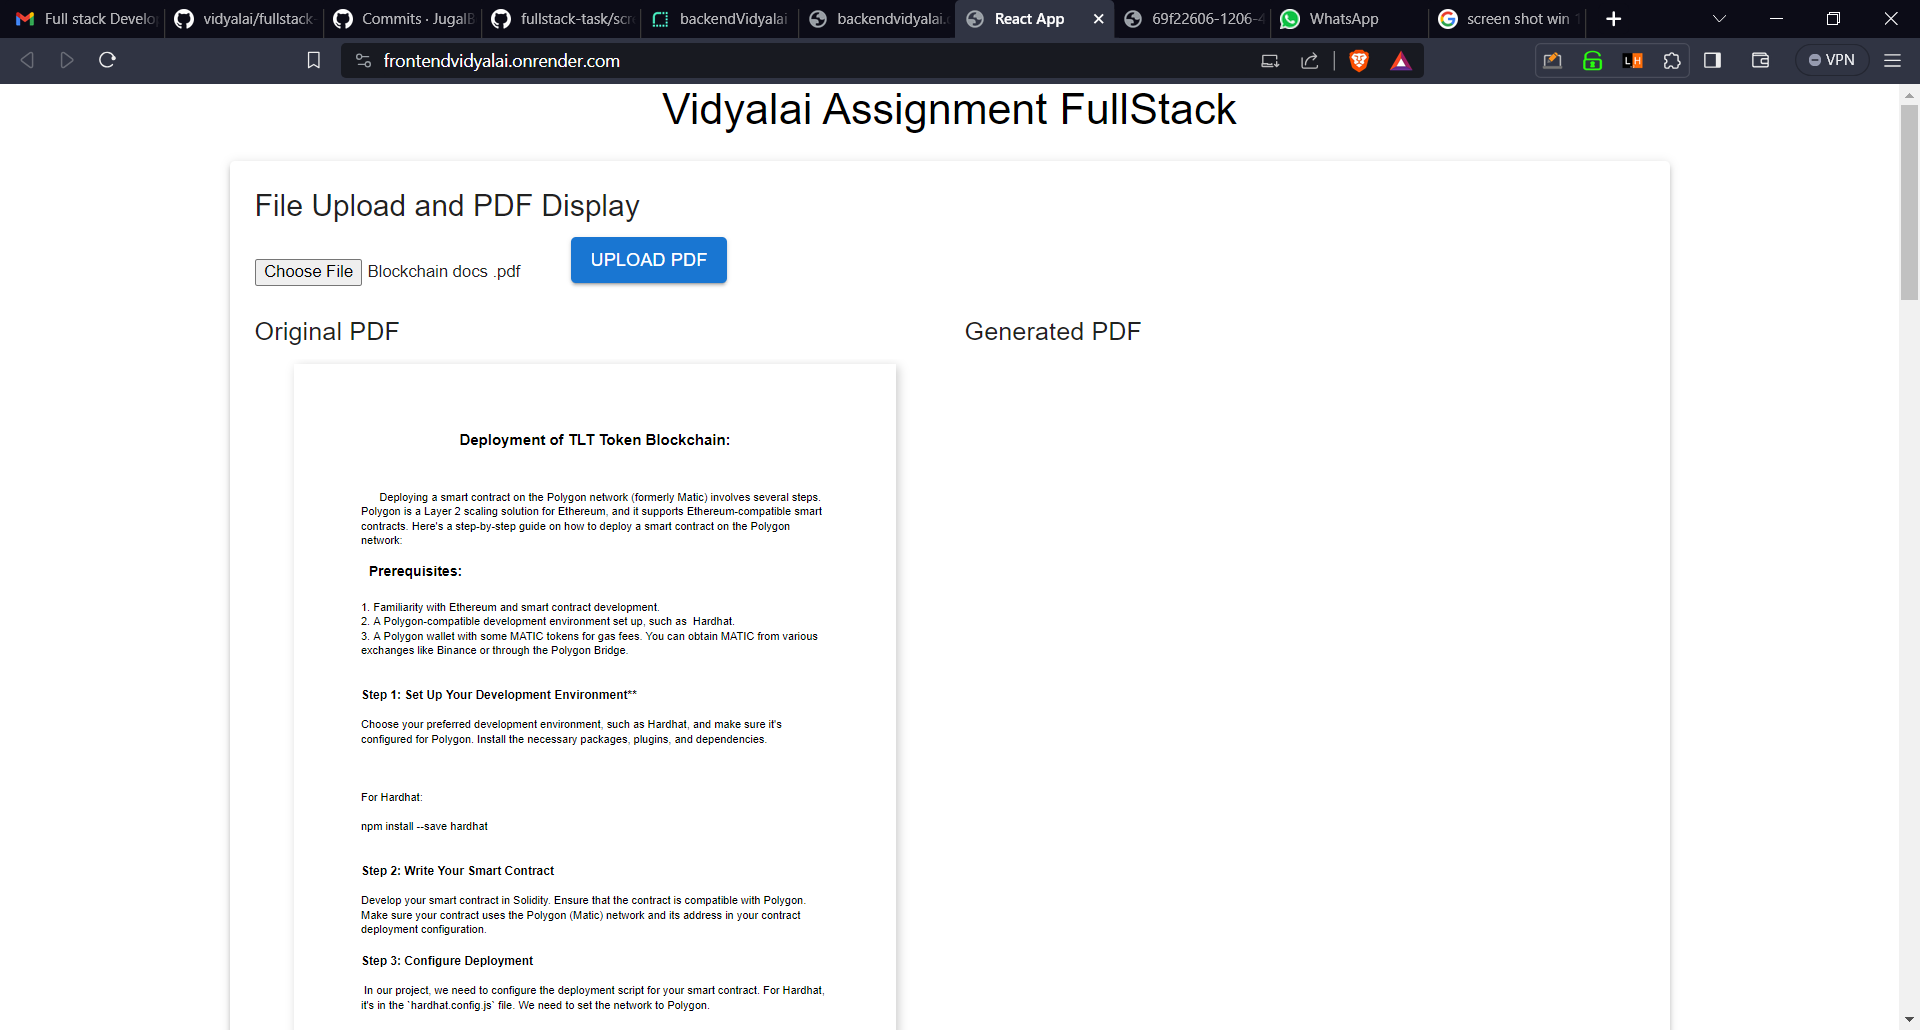 Full stack Develo
vidyalai/fullstack-
Commits · JugalB
fullstack-task/scre
backendVidyalai
backendvidyalai.o
React App
69f22606-1206-4
WhatsApp
screen shot win 1
frontendvidyalai.onrender.com
VPN
Vidyalai Assignment FullStack
File Upload and PDF Display
Choose File Blockchain docs .pdf
UPLOAD PDF
Original PDF
Generated PDF
Deployment of TLT Token Blockchain:
Deploying a smart contract on the Polygon network (formerly Matic) involves several steps.
Polygon is a Layer 2 scaling solution for Ethereum, and it supports Ethereum-compatible smart
contracts. Here's a step-by-step guide on how to deploy a smart contract on the Polygon
network:
Prerequisites:
1. Familiarity with Ethereum and smart contract development.
2. A Polygon-compatible development environment set up, such as Hardhat.
3. A Polygon wallet with some MATIC tokens for gas fees. You can obtain MATIC from various
exchanges like Binance or through the Polygon Bridge.
Step 1: Set Up Your Development Environment**
Choose your preferred development environment, such as Hardhat, and make sure it's
configured for Polygon. Install the necessary packages, plugins, and dependencies.
For Hardhat:
npm install --save hardhat
Step 2: Write Your Smart Contract
Develop your smart contract in Solidity. Ensure that the contract is compatible with Polygon.
Make sure your contract uses the Polygon (Matic) network and its address in your contract
deployment configuration.
Step 3: Configure Deployment
In our project, we need to configure the deployment script for your smart contract. For Hardhat,
it's in the `hardhat.config.js` file. We need to set the network to Polygon.